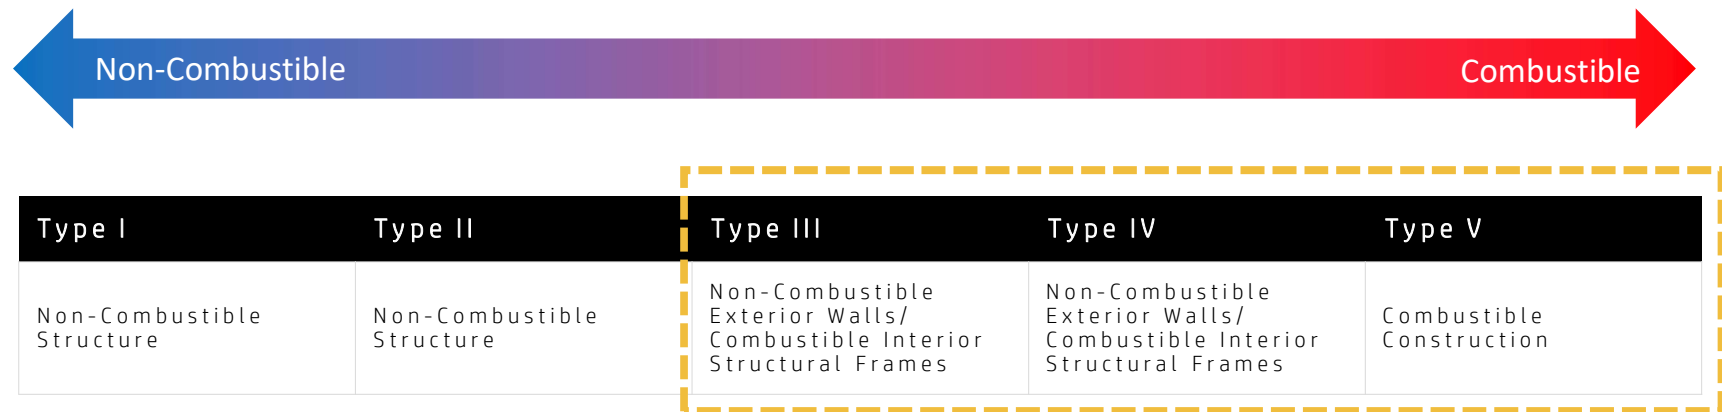 Non-Combustible
Combustible
Type I
Type II
Type III
Type IV
Type V
Non-Combustible
Structure
Non-Combustible
Structure
Non-Combustible
Exterior Walls/
Combustible Interior
Structural Frames
Non-Combustible
Exterior Walls/
Combustible Interior
Structural Frames
Combustible
Construction